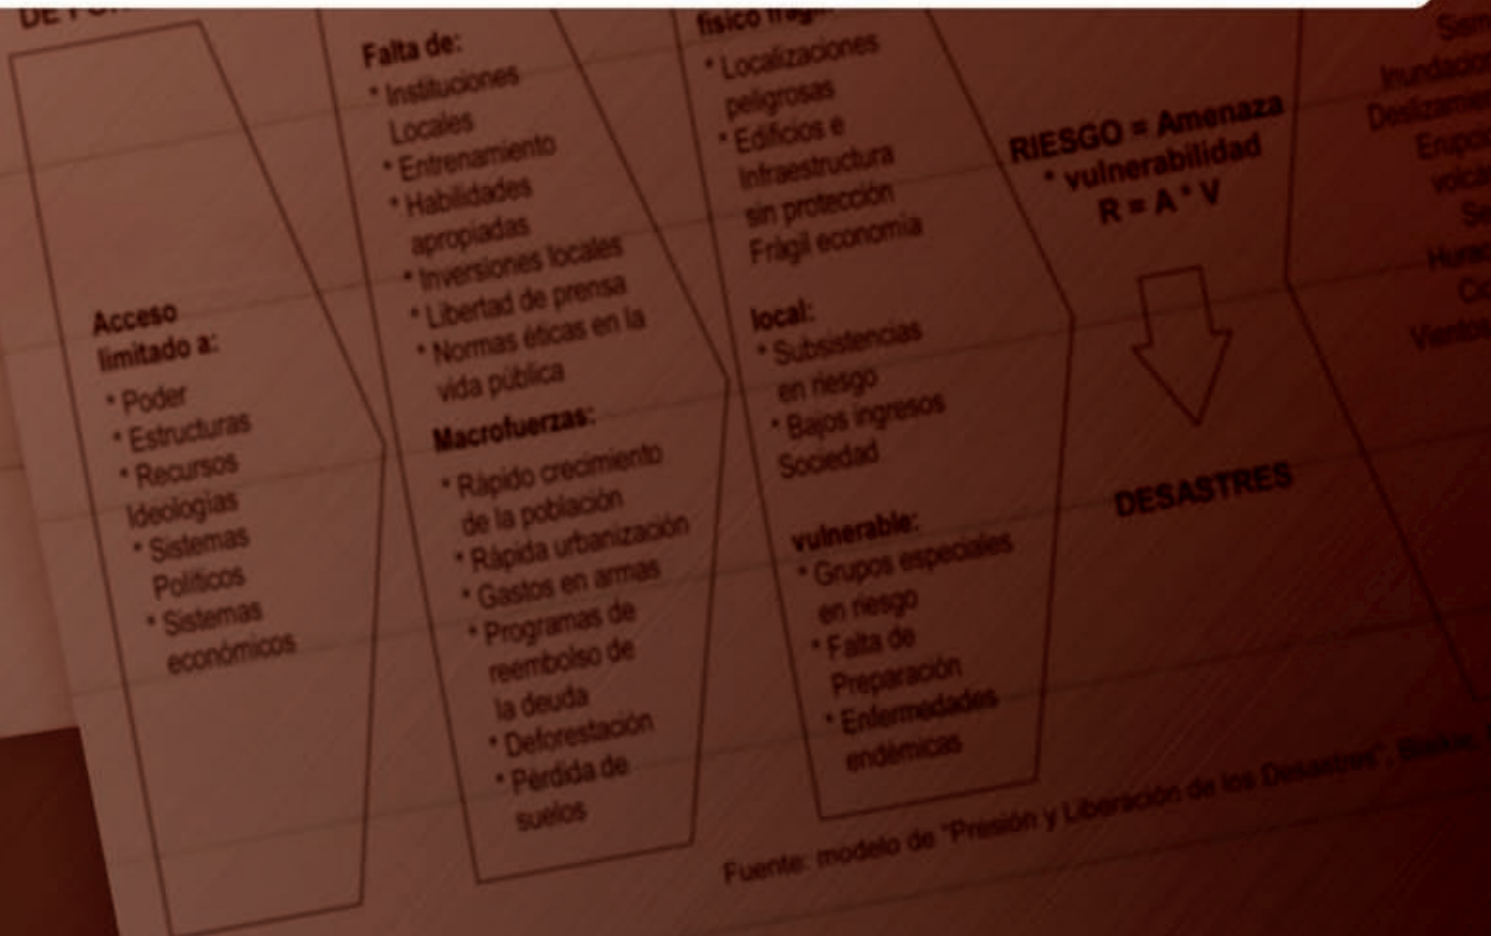 Acceso
limitado a:
* Poder
* Estructuras
* Recursos
Ideologías
* Sistemas
Políticos
* Sistemas
económicos
Falta de:
* Instituciones
Locales
* Entrenamiento
* Habilidades
apropiadas
* Inversiones locales
* Libertad de prensa
* Normas éticas en la
vida pública
Macrofuerzas:
* Rápido crecimiento
de la población
* Rápida urbanización
* Gastos en armas
* Programas de
reembolso de
la deuda
* Deforestación
* Pérdida de
suelos
físico
* Localizaciones
peligrosas
* Edificios e
Infraestructura
sin protección
Frágil economía
local:
* Subsistencias
en riesgo
* Bajos ingresos
Sociedad
vulnerable:
* Grupos especiales
en riesgo
* Falta de
Preparación
* Enfermedades
endémicas
RIESGO = Amenaza
* vulnerabilidad
R = A * V
DESASTRES
Fuente: modelo de "Presión y Liberación de los Desastres",